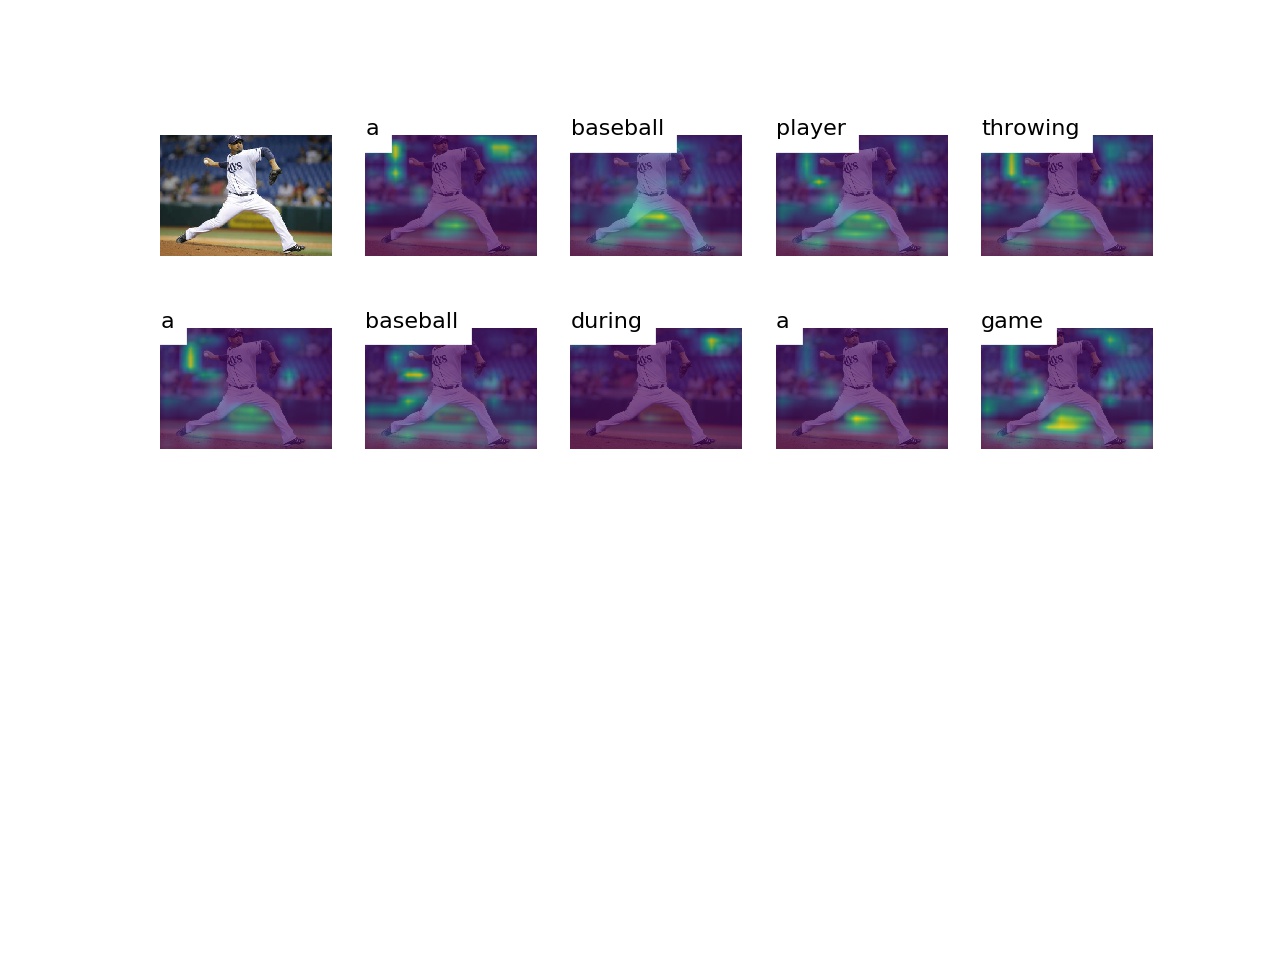 a
baseball
player
throwing
a
baseball
during
a
game